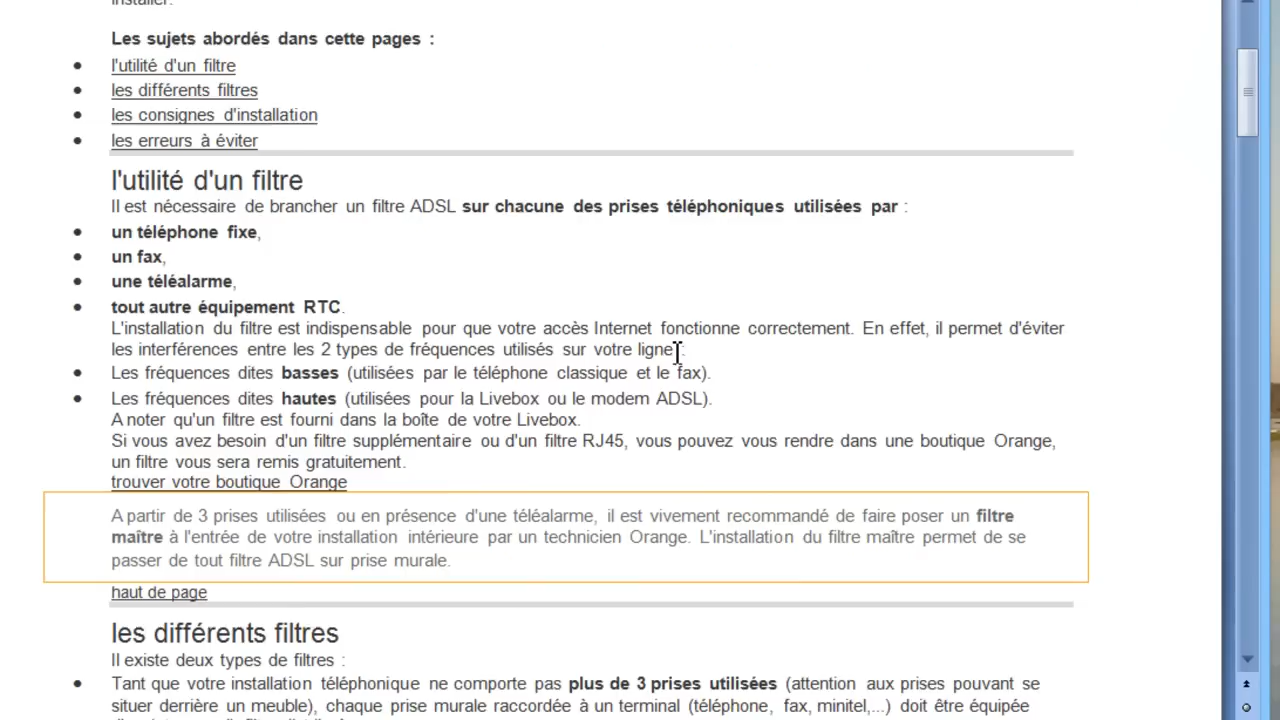 installer.
Les sujets abordés dans cette pages :
l'utilité d'un filtre
les différents filtres
les consignes d'installation
les erreurs à éviter
l'utilité d'un filtre
Il est nécessaire de brancher un filtre ADSL sur chacune des prises téléphoniques utilisées par :
un téléphone fixe,
un fax,
une téléalarme,
tout autre équipement RTC.
L'installation du filtre est indispensable pour que votre accès Internet fonctionne correctement. En effet, il permet d'éviter
les interférences entre les 2 types de fréquences utilisés sur votre ligne :
Les fréquences dites basses (utilisées par le téléphone classique et le fax).
Les fréquences dites hautes (utilisées pour la Livebox ou le modem ADSL).
A noter qu'un filtre est fourni dans la boîte de votre Livebox.
Si vous avez besoin d'un filtre supplémentaire ou d'un filtre RJ45, vous pouvez vous rendre dans une boutique Orange,
un filtre vous sera remis gratuitement.
trouver votre boutique Orange
A partir de 3 prises utilisées ou en présence d'une téléalarme, il est vivement recommandé de faire poser un filtre
maître à l'entrée de votre installation intérieure par un technicien Orange. L'installation du filtre maître permet de se
passer de tout filtre ADSL sur prise murale.
haut de page
les différents filtres
Il existe deux types de filtres :
Tant que votre installation téléphonique ne comporte pas plus de 3 prises utilisées (attention aux prises pouvant se
situer derrière un meuble), chaque prise murale raccordée à un terminal (téléphone, fax, minitel,...) doit être équipée